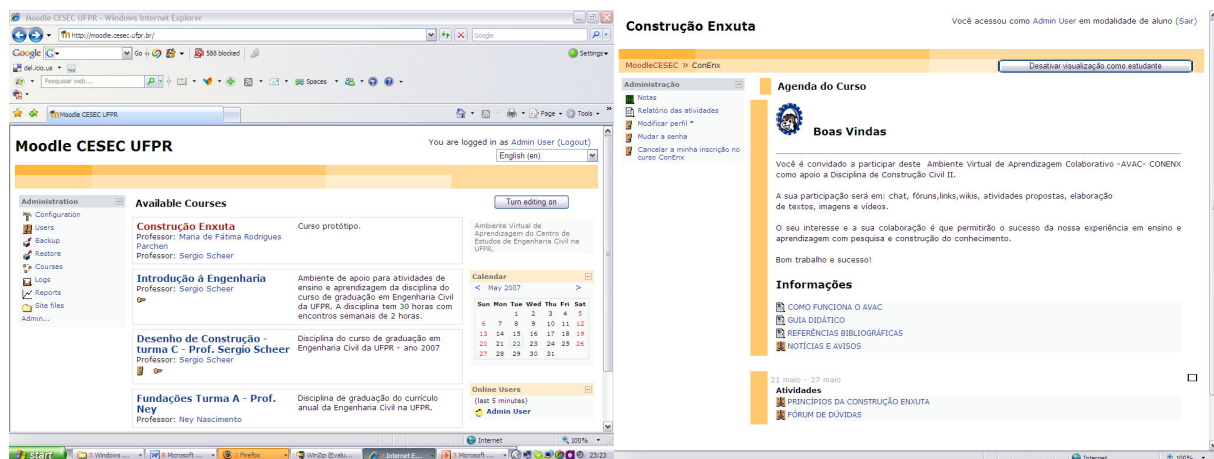 Moodle CESEC UFPR - Windows Internet Explorer
http://moodle.cesec.ufpr.br/
Google
Google
Go
588 blocked
Settings
del.icio.us
Pesquisar web...
Spaces
Moodle CESEC UFPR
Page
Tools
Moodle CESEC UFPR
You are logged in as Admin User (Logout)
English (en)
Administration
Configuration
Users
Backup
Restore
Courses
Logs
Reports
Site files
Admin...
Available Courses
Turn editing on
Construção Enxuta
Professor: Maria de Fátima Rodrigues
Parchen
Professor: Sergio Scheer
Curso protótipo.
Introdução à Engenharia
Professor: Sergio Scheer
Ambiente de apoio para atividades de
ensino e aprendizagem da disciplina do
curso de graduação em Engenharia Civil
da UFPR. A disciplina tem 30 horas com
encontros semanais de 2 horas.
Desenho de Construção -
turma C - Prof. Sergio Scheer
Professor: Sergio Scheer
Disciplina do curso de graduação em
Engenharia Civil da UFPR - ano 2007
Fundações Turma A - Prof.
Ney
Professor: Ney Nascimento
Disciplina de graduação do currículo
anual da Engenharia Civil na UFPR.
Ambiente Virtual de
Aprendizagem do Centro de
Estudos de Engenharia Civil na
UFPR.
Calendar
< May 2007 >
Sun Mon Tue Wed Thu Fri Sat
1 2 3 4 5
6 7 8 9 10 11 12
13 14 15 16 17 18 19
20 21 22 23 24 25 26
27 28 29 30 31
Online Users
(last 5 minutes)
Admin User
Internet
100%
start
3 Windows ...
8 Microsoft ...
2 Firefox
WinZip (Evalu...
2 Internet E...
3 Microsoft ...
23:23
Construção Enxuta
Você acessou como Admin User em modalidade de aluno (Sair)
MoodleCESEC » ConEnx
Desativar visualização como estudante
Administração
Notas
Relatório das atividades
Modificar perfil *
Mudar a senha
Cancelar a minha inscrição no
curso ConEnx
Agenda do Curso
Boas Vindas
Você é convidado a participar deste Ambiente Virtual de Aprendizagem Colaborativo -AVAC- CONENX
como apoio a Disciplina de Construção Civil II.
A sua participação será em: chat, fóruns,links,wikis, atividades propostas, elaboração
de textos, imagens e vídeos.
O seu interesse e a sua colaboração é que permitirão o sucesso da nossa experiência em ensino e
aprendizagem com pesquisa e construção do conhecimento.
Bom trabalho e sucesso!
Informações
COMO FUNCIONA O AVAC
GUIA DIDÁTICO
REFERÊNCIAS BIBLIOGRÁFICAS
NOTÍCIAS E AVISOS
21 maio - 27 maio
Atividades
PRINCÍPIOS DA CONSTRUÇÃO ENXUTA
FÓRUM DE DÚVIDAS
Internet
100%